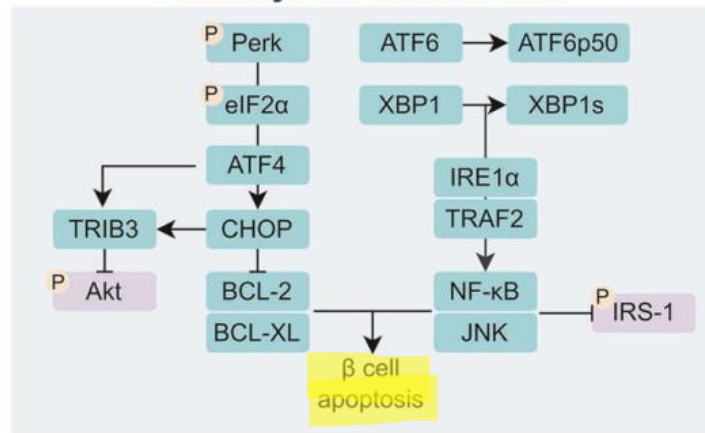 P Perk
ATF6
ATF6p50
P eIF2α
XBP1
XBP1s
ATF4
IRE1α
TRIB3
CHOP
TRAF2
P Akt
BCL-2
NF-κB
P IRS-1
BCL-XL
JNK
β cell
apoptosis